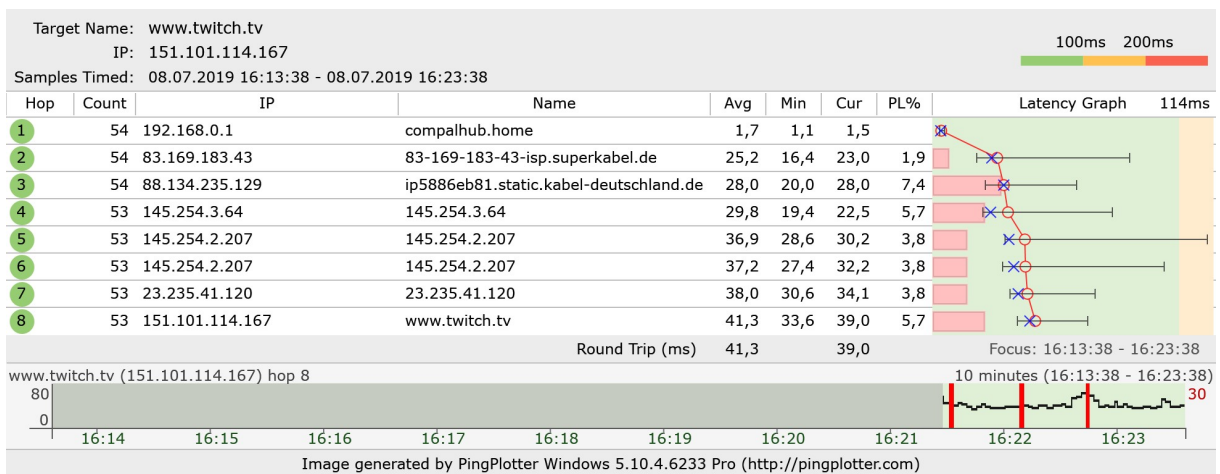 Target Name: www.twitch.tv
IP: 151.101.114.167
Samples Timed: 08.07.2019 16:13:38 - 08.07.2019 16:23:38
100ms 200ms
Hop Count IP Name Avg Min Cur PL% Latency Graph 114ms
1 54 192.168.0.1 compalhub.home 1,7 1,1 1,5
2 54 83.169.183.43 83-169-183-43-isp.superkabel.de 25,2 16,4 23,0 1,9
3 54 88.134.235.129 ip5886eb81.static.kabel-deutschland.de 28,0 20,0 28,0 7,4
4 53 145.254.3.64 145.254.3.64 29,8 19,4 22,5 5,7
5 53 145.254.2.207 145.254.2.207 36,9 28,6 30,2 3,8
6 53 145.254.2.207 145.254.2.207 37,2 27,4 32,2 3,8
7 53 23.235.41.120 23.235.41.120 38,0 30,6 34,1 3,8
8 53 151.101.114.167 www.twitch.tv 41,3 33,6 39,0 5,7
Round Trip (ms) 41,3 39,0 Focus: 16:13:38 - 16:23:38
www.twitch.tv (151.101.114.167) hop 8 10 minutes (16:13:38 - 16:23:38)
80 30
0
16:14 16:15 16:16 16:17 16:18 16:19 16:20 16:21 16:22 16:23
Image generated by PingPlotter Windows 5.10.4.6233 Pro (http://pingplotter.com)